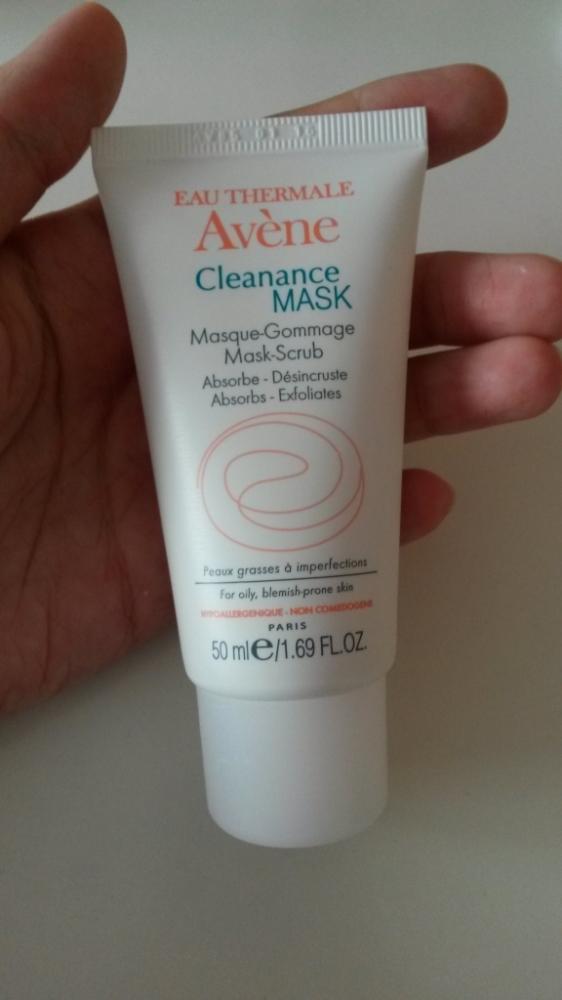 EAU THERMALE
Avène
Cleanance
MASK
Masque-Gommage
Mask-Scrub
Absorbe - Désincruste
Absorbs - Exfoliates
Peaux grasses à imperfections
For oily, blemish-prone skin
HYPOALLERGENIQUE - NON COMEDOGENE
PARIS
50 ml℮/1.69 FL.OZ.